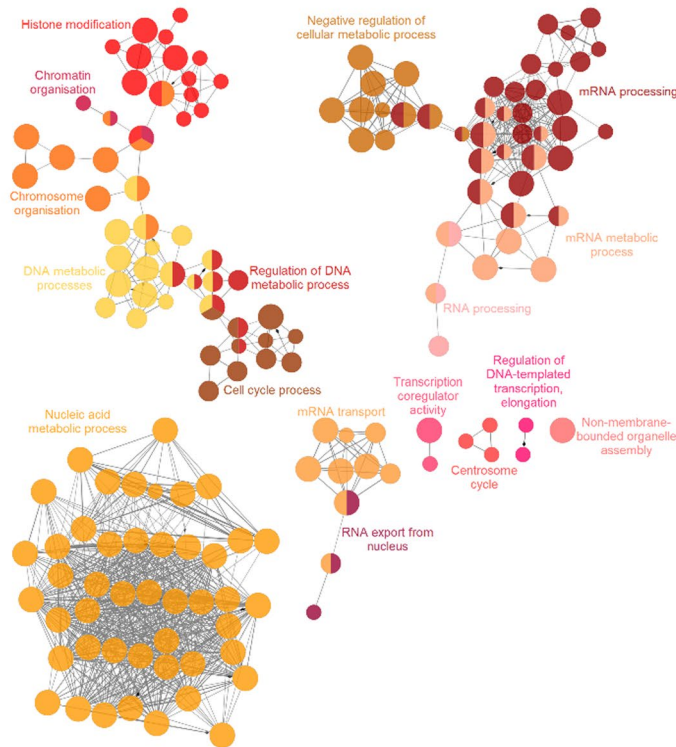 Histone modification
Chromatin
organisation
Chromosome
organisation
DNA metabolic
processes
Regulation of DNA
metabolic process
Cell cycle process
Negative regulation of
cellular metabolic process
mRNA processing
mRNA metabolic
process
RNA processing
Nucleic acid
metabolic process
mRNA transport
RNA export from
nucleus
Transcription
coregulator
activity
Centrosome
cycle
Regulation of
DNA-templated
transcription,
elongation
Non-membrane-
bounded organelle
assembly